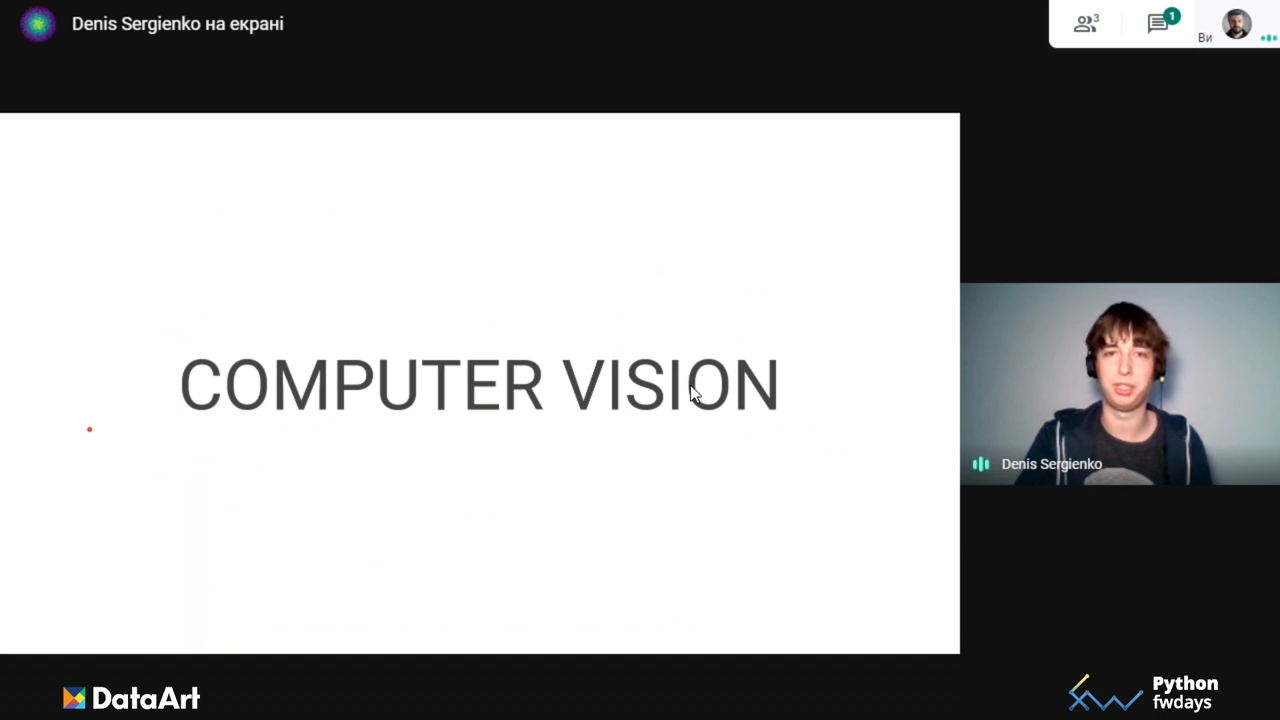 Denis Sergienko на екрані
3
1
Ви
COMPUTER VISION
Denis Sergienko
DataArt
Python
fwdays